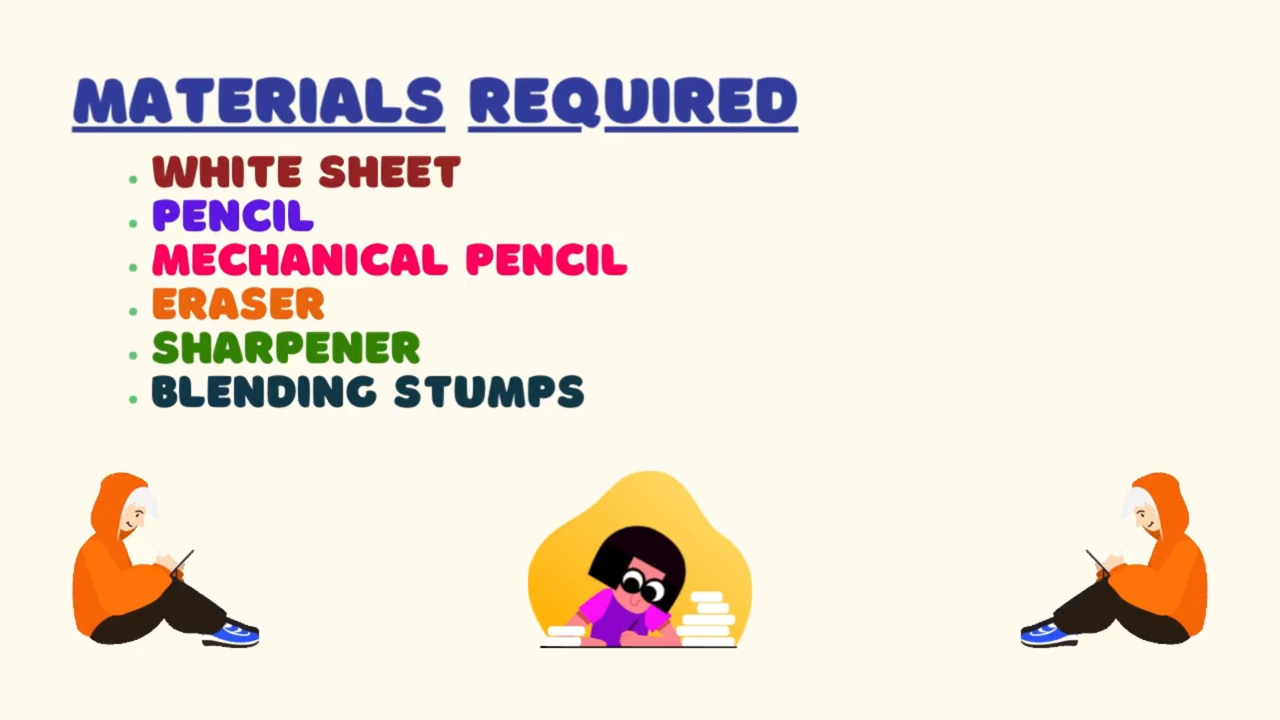 MATERIALS REQUIRED
WHITE SHEET
PENCIL
MECHANICAL PENCIL
ERASER
SHARPENER
BLENDING STUMPS